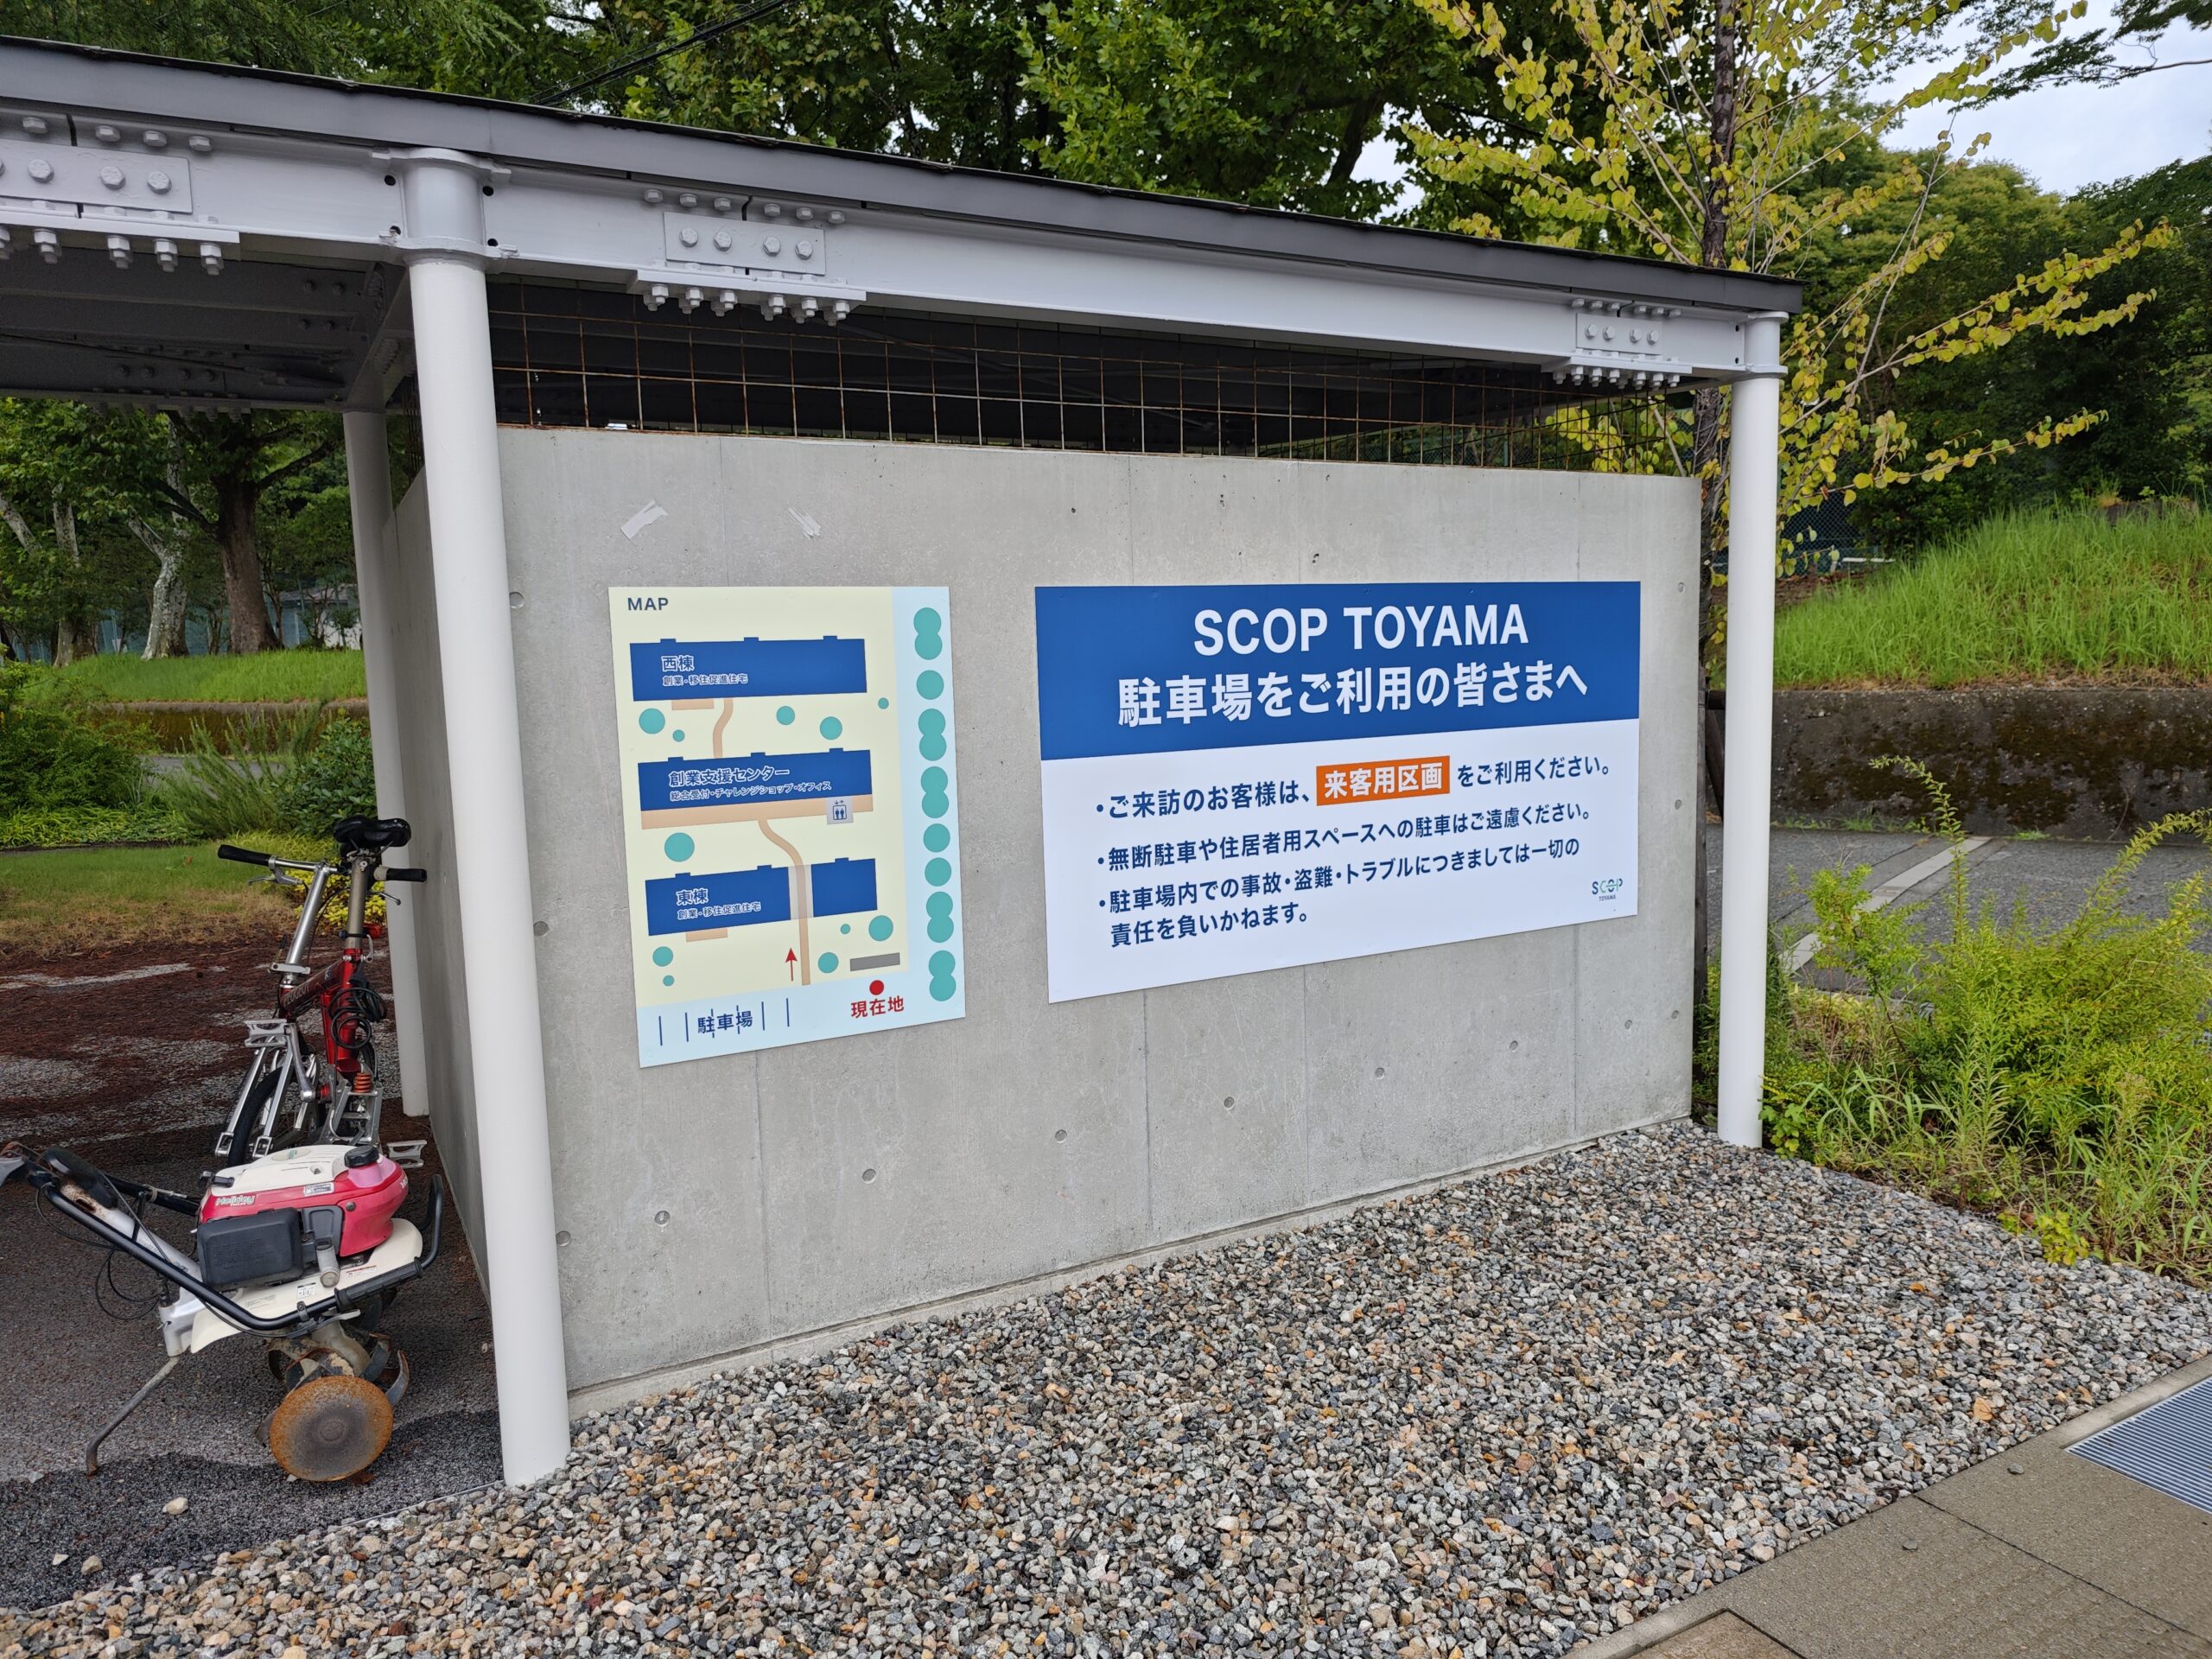 MAP
西棟
創業・移住促進住宅
創業支援センター
総合受付・チャレンジショップ・オフィス
東棟
創業・移住促進住宅
現在地
駐車場
SCOP TOYAMA
駐車場をご利用の皆さまへ
・ご来訪のお客様は、来客用区画をご利用ください。
・無断駐車や住居者用スペースへの駐車はご遠慮ください。
・駐車場内での事故・盗難・トラブルにつきましては一切の
責任を負いかねます。
SCOP
TOYAMA